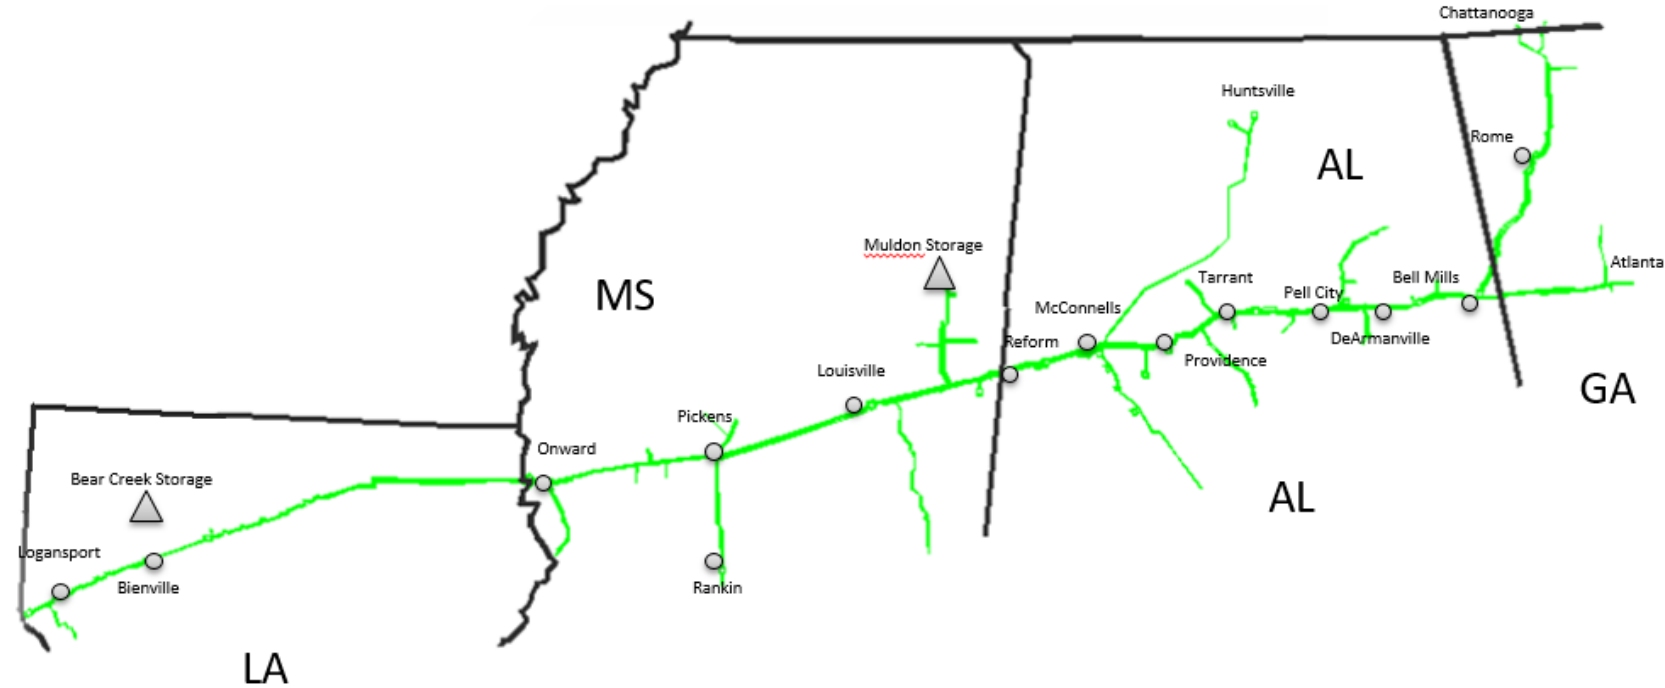 Chattanooga
Huntsville
Rome
AL
Muldon Storage
Atlanta
MS
Tarrant
Bell Mills
Pell City
McConnells
Reform
DeArmanville
Providence
Louisville
GA
Pickens
Onward
Bear Creek Storage
AL
Logansport
Bienville
Rankin
LA